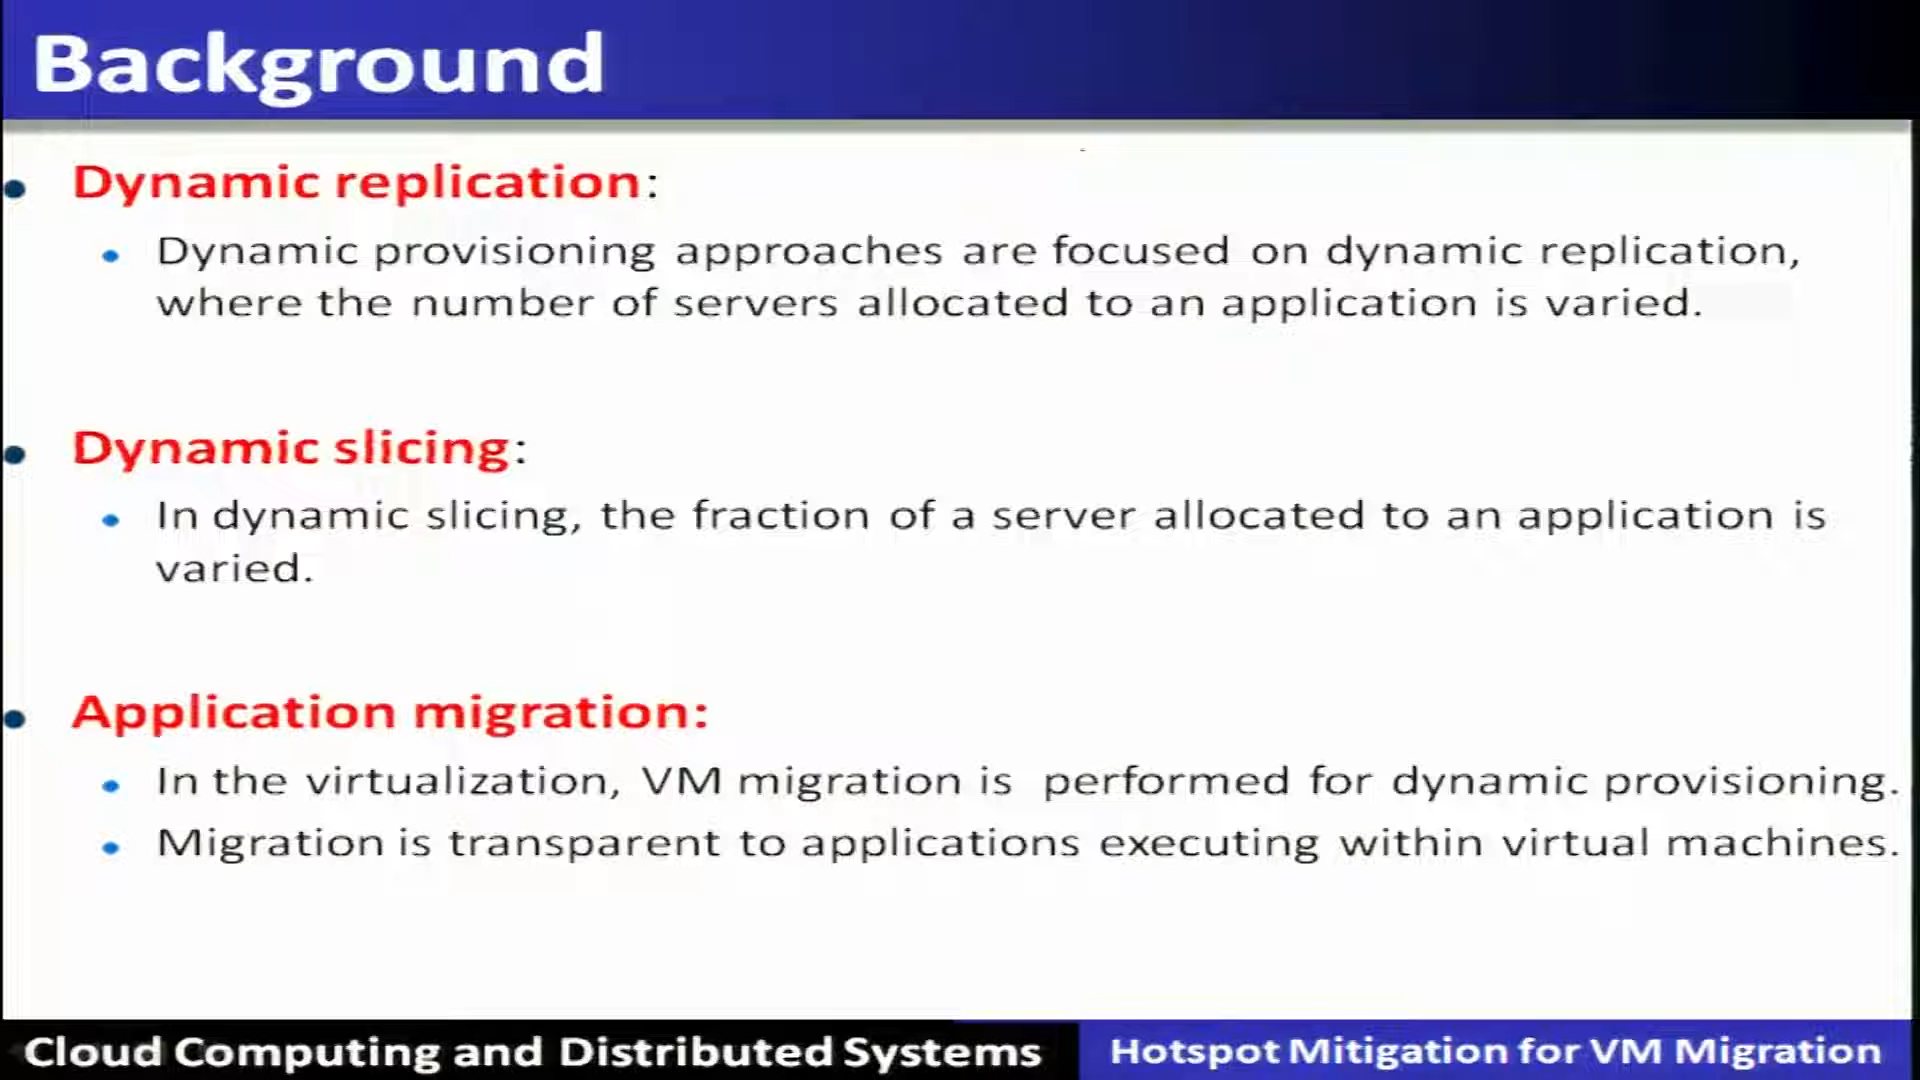 Background
Dynamic replication:
Dynamic provisioning approaches are focused on dynamic replication,
where the number of servers allocated to an application is varied.
Dynamic slicing:
In dynamic slicing, the fraction of a server allocated to an application is
varied.
Application migration:
In the virtualization, VM migration is performed for dynamic provisioning.
Migration is transparent to applications executing within virtual machines.
Cloud Computing and Distributed Systems
Hotspot Mitigation for VM Migration